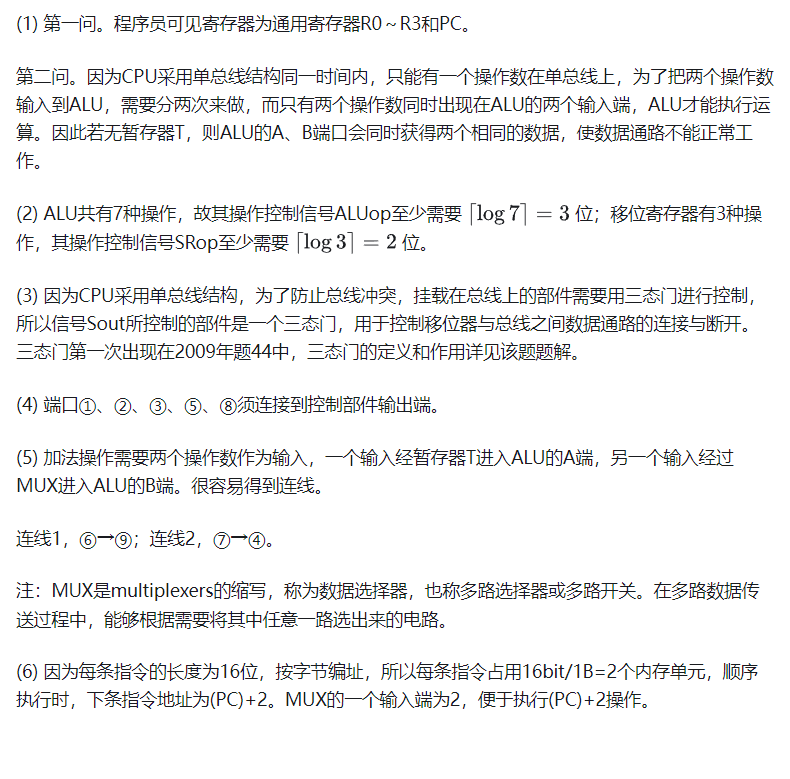 (1) 第一问。程序员可见寄存器为通用寄存器R0～R3和PC。
第二问。因为CPU采用单总线结构同一时间内，只能有一个操作数在单总线上，为了把两个操作数
输入到ALU，需要分两次来做，而只有两个操作数同时出现在ALU的两个输入端，ALU才能执行运
算。因此若无暂存器T，则ALU的A、B端口会同时获得两个相同的数据，使数据通路不能正常工
作。
(2) ALU共有7种操作，故其操作控制信号ALUop至少需要 ⌈log 7⌉ = 3 位；移位寄存器有3种操
作，其操作控制信号SRop至少需要 ⌈log 3⌉ = 2 位。
(3) 因为CPU采用单总线结构，为了防止总线冲突，挂载在总线上的部件需要用三态门进行控制，
所以信号Sout所控制的部件是一个三态门，用于控制移位器与总线之间数据通路的连接与断开。
三态门第一次出现在2009年题44中，三态门的定义和作用详见该题题解。
(4) 端口①、②、③、⑤、⑧须连接到控制部件输出端。
(5) 加法操作需要两个操作数作为输入，一个输入经暂存器T进入ALU的A端，另一个输入经过
MUX进入ALU的B端。很容易得到连线。
连线1，⑥→⑨；连线2，⑦→④。
注：MUX是multiplexers的缩写，称为数据选择器，也称多路选择器或多路开关。在多路数据传
送过程中，能够根据需要将其中任意一路选出来的电路。
(6) 因为每条指令的长度为16位，按字节编址，所以每条指令占用16bit/1B=2个内存单元，顺序
执行时，下条指令地址为(PC)+2。MUX的一个输入端为2，便于执行(PC)+2操作。